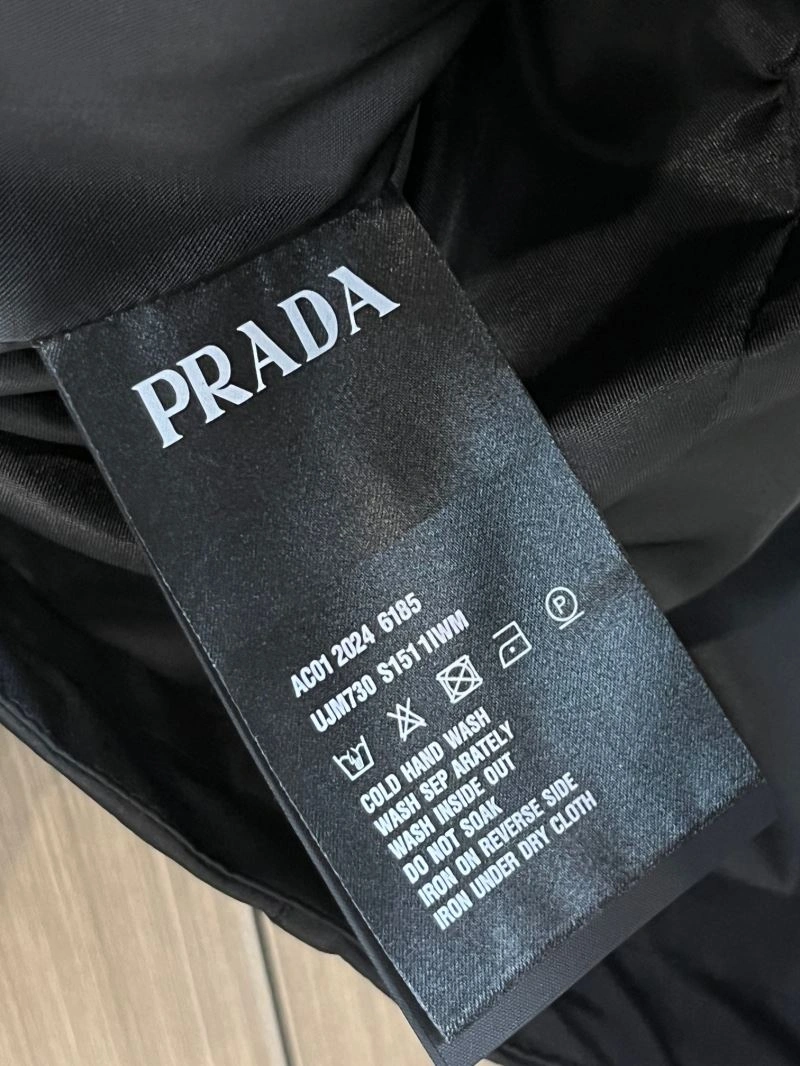 PRADA
AC01 2024 6185
UJM730 S151 1IWM
P
COLD HAND WASH
WASH SEP ARATELY
WASH INSIDE OUT
DO NOT SOAK
IRON ON REVERSE SIDE
IRON UNDER DRY CLOTH